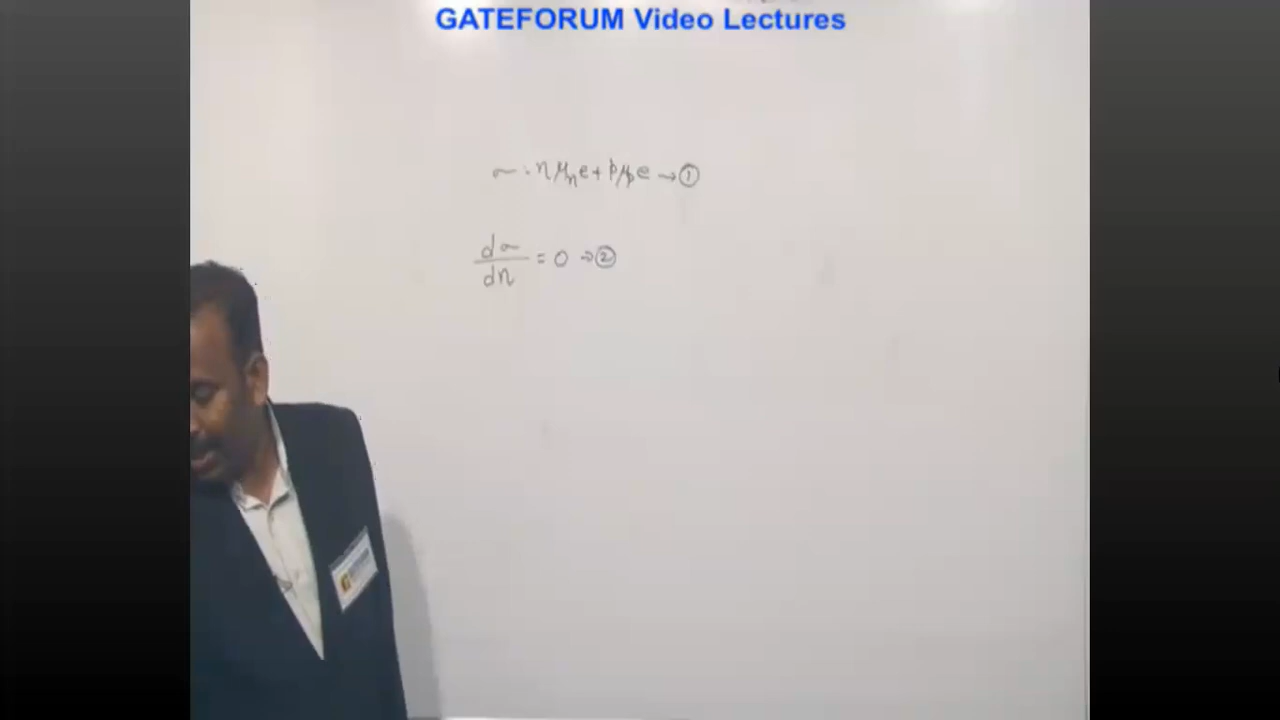 GATEFORUM Video Lectures
σ = nμₙe + pμₚe → ①
dσ/dn = 0 → ②